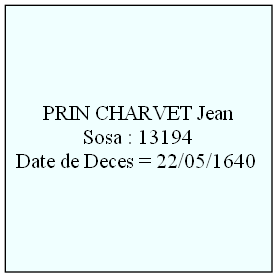 PRIN CHARVET Jean
Sosa : 13194
Date de Deces = 22/05/1640